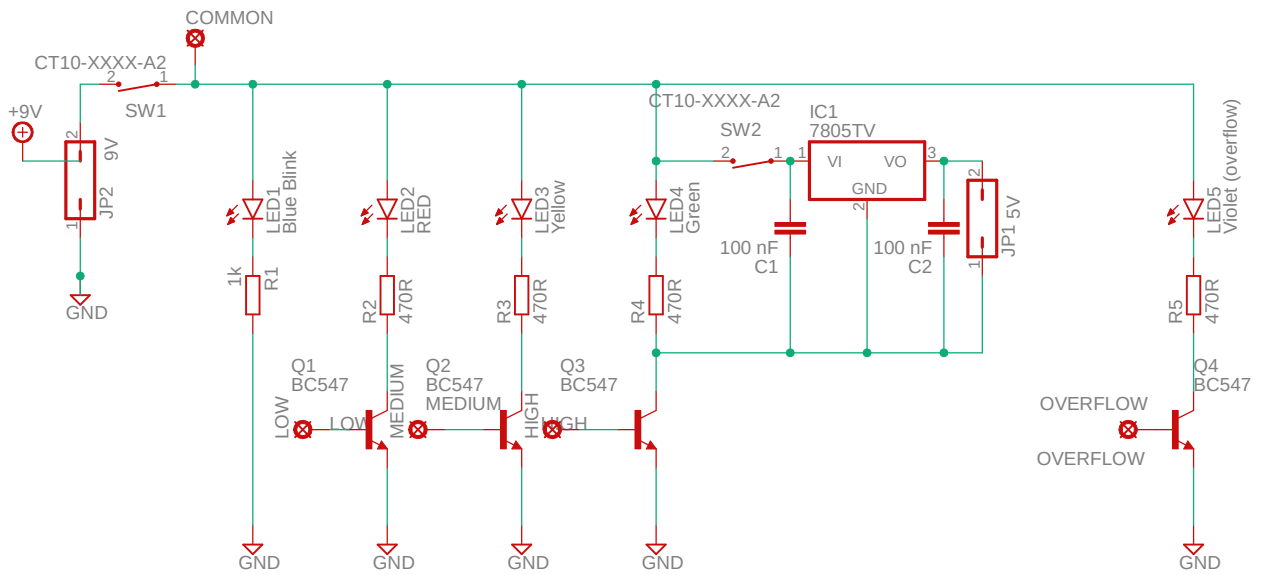 COMMON
CT10-XXXX-A2
2
1
SW1
+9V
2
9V
JP2
1
GND
LED1
Blue Blink
1k
R1
GND
LED2
RED
R2
470R
Q1
BC547
LOW
LOW
MEDIUM
GND
LED3
Yellow
R3
470R
Q2
BC547
MEDIUM
HIGH
GND
CT10-XXXX-A2
SW2
2
1
LED4
Green
R4
470R
Q3
BC547
HIGH
GND
IC1
7805TV
1
VI
VO
3
GND
2
100 nF
C1
100 nF
C2
2
JP1
5V
1
LED5
Violet (overflow)
R5
470R
Q4
BC547
OVERFLOW
OVERFLOW
GND